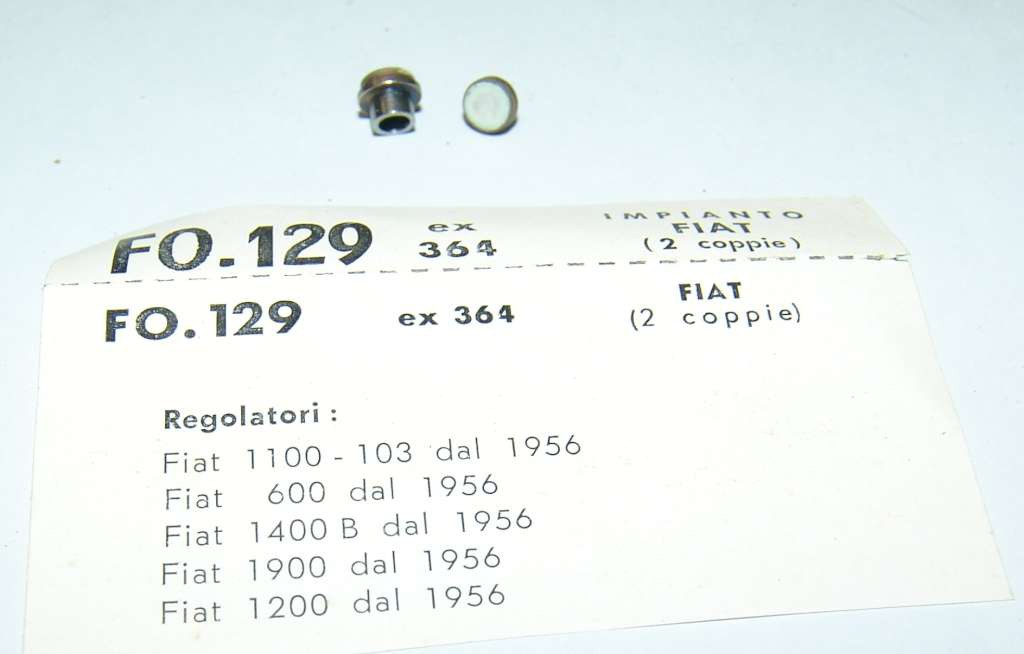 FO.129 ex 364 IMPIANTO FIAT (2 coppie)
FO.129 ex 364 FIAT (2 coppie)
Regolatori :
Fiat 1100 - 103 dal 1956
Fiat 600 dal 1956
Fiat 1400 B dal 1956
Fiat 1900 dal 1956
Fiat 1200 dal 1956